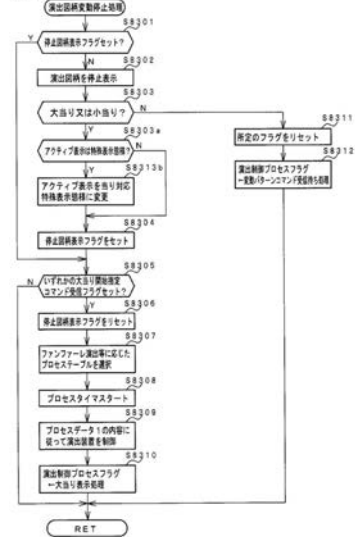 演出図柄変動停止処理
S8301
Y
停止図柄表示フラグセット?
N
S8302
演出図柄を停止表示
S8303
大当り又は小当り?
N
Y
S8303a
アクティブ表示は特殊表示態様?
N
Y
S8313b
アクティブ表示を当り対応
特殊表示態様に変更
S8304
停止図柄表示フラグをセット
S8305
N
いずれかの大当り開始指定
コマンド受信フラグセット?
Y
S8306
停止図柄表示フラグをリセット
S8307
ファンファーレ演出等に応じた
プロセステーブルを選択
S8308
プロセスタイマスタート
S8309
プロセスデータ1の内容に
従って演出装置を制御
S8310
演出制御プロセスフラグ
←大当り表示処理
S8311
所定のフラグをリセット
S8312
演出制御プロセスフラグ
←変動パターンコマンド受信待ち処理
RET